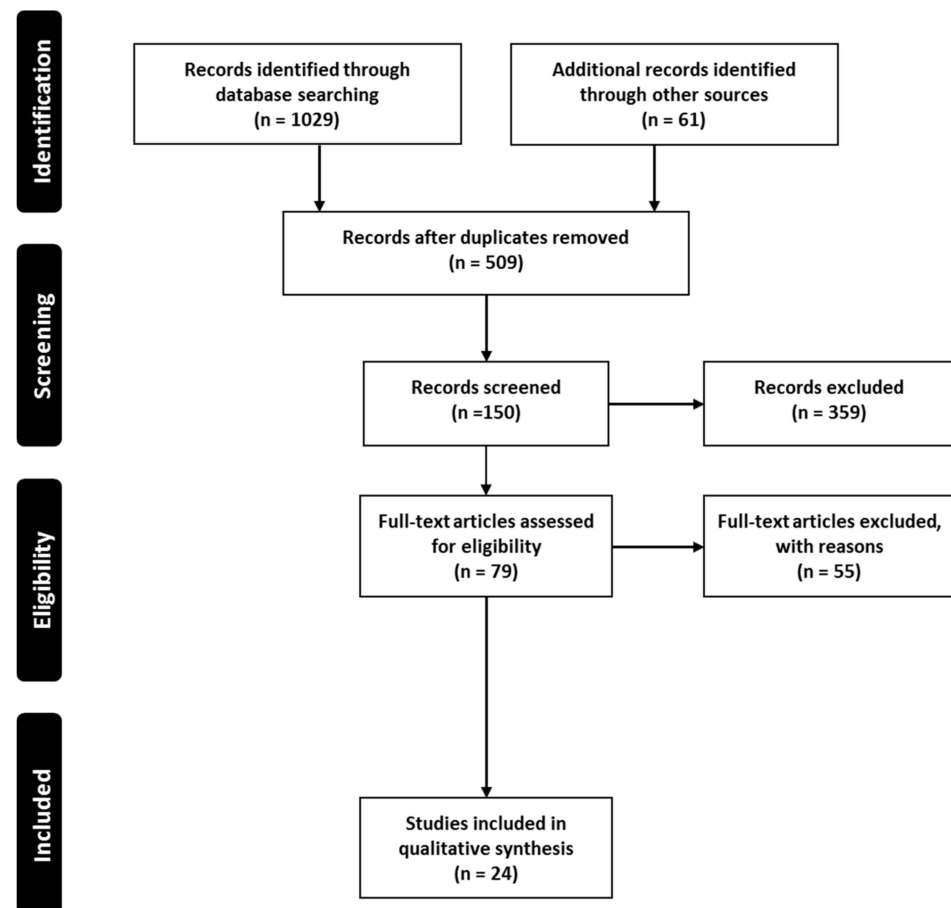 Identification
Records identified through
database searching
(n = 1029)
Additional records identified
through other sources
(n = 61)
Records after duplicates removed
(n = 509)
Screening
Records screened
(n =150)
Records excluded
(n = 359)
Eligibility
Full-text articles assessed
for eligibility
(n = 79)
Full-text articles excluded,
with reasons
(n = 55)
Included
Studies included in
qualitative synthesis
(n = 24)